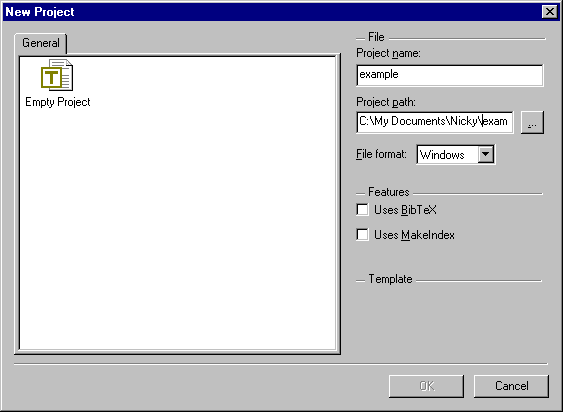 New Project
General
Empty Project
File
Project name:
example
Project path:
C:\My Documents\Nicky\exam
...
File format:
Windows
Features
Uses BibTeX
Uses MakeIndex
Template
OK
Cancel